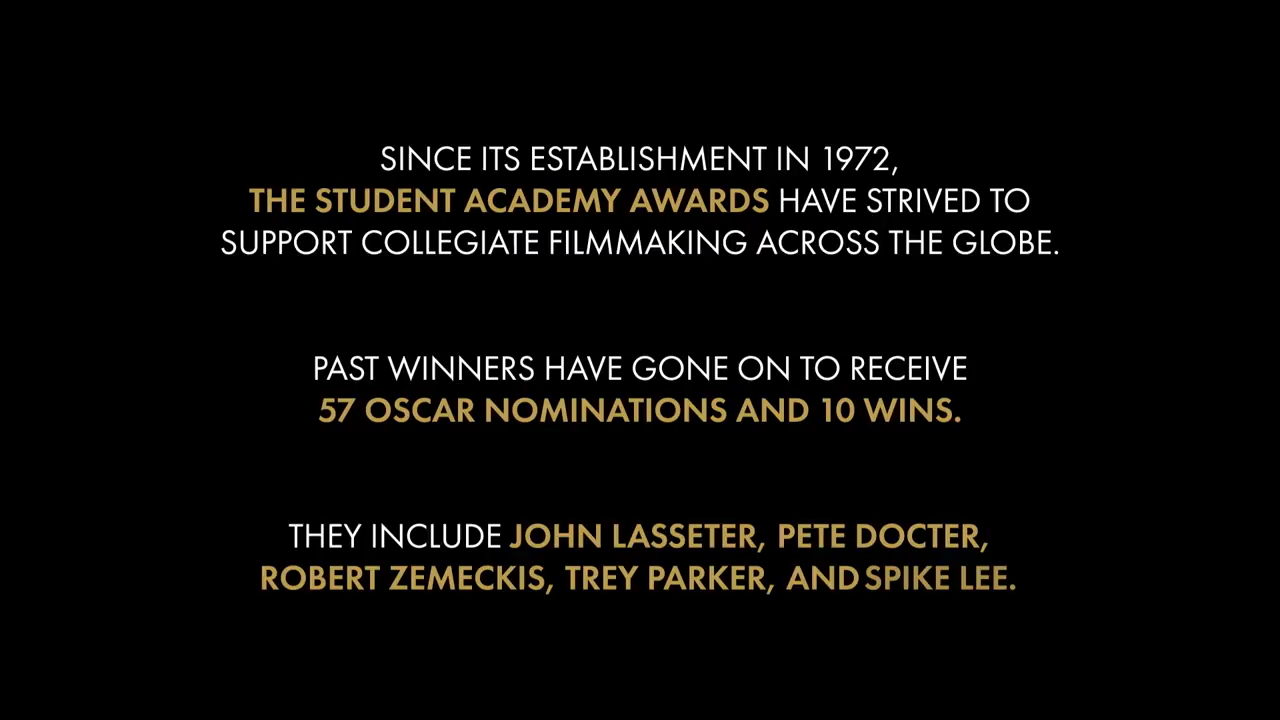 SINCE ITS ESTABLISHMENT IN 1972,
THE STUDENT ACADEMY AWARDS HAVE STRIVED TO
SUPPORT COLLEGIATE FILMMAKING ACROSS THE GLOBE.
PAST WINNERS HAVE GONE ON TO RECEIVE
57 OSCAR NOMINATIONS AND 10 WINS.
THEY INCLUDE JOHN LASSETER, PETE DOCTER,
ROBERT ZEMECKIS, TREY PARKER, AND SPIKE LEE.